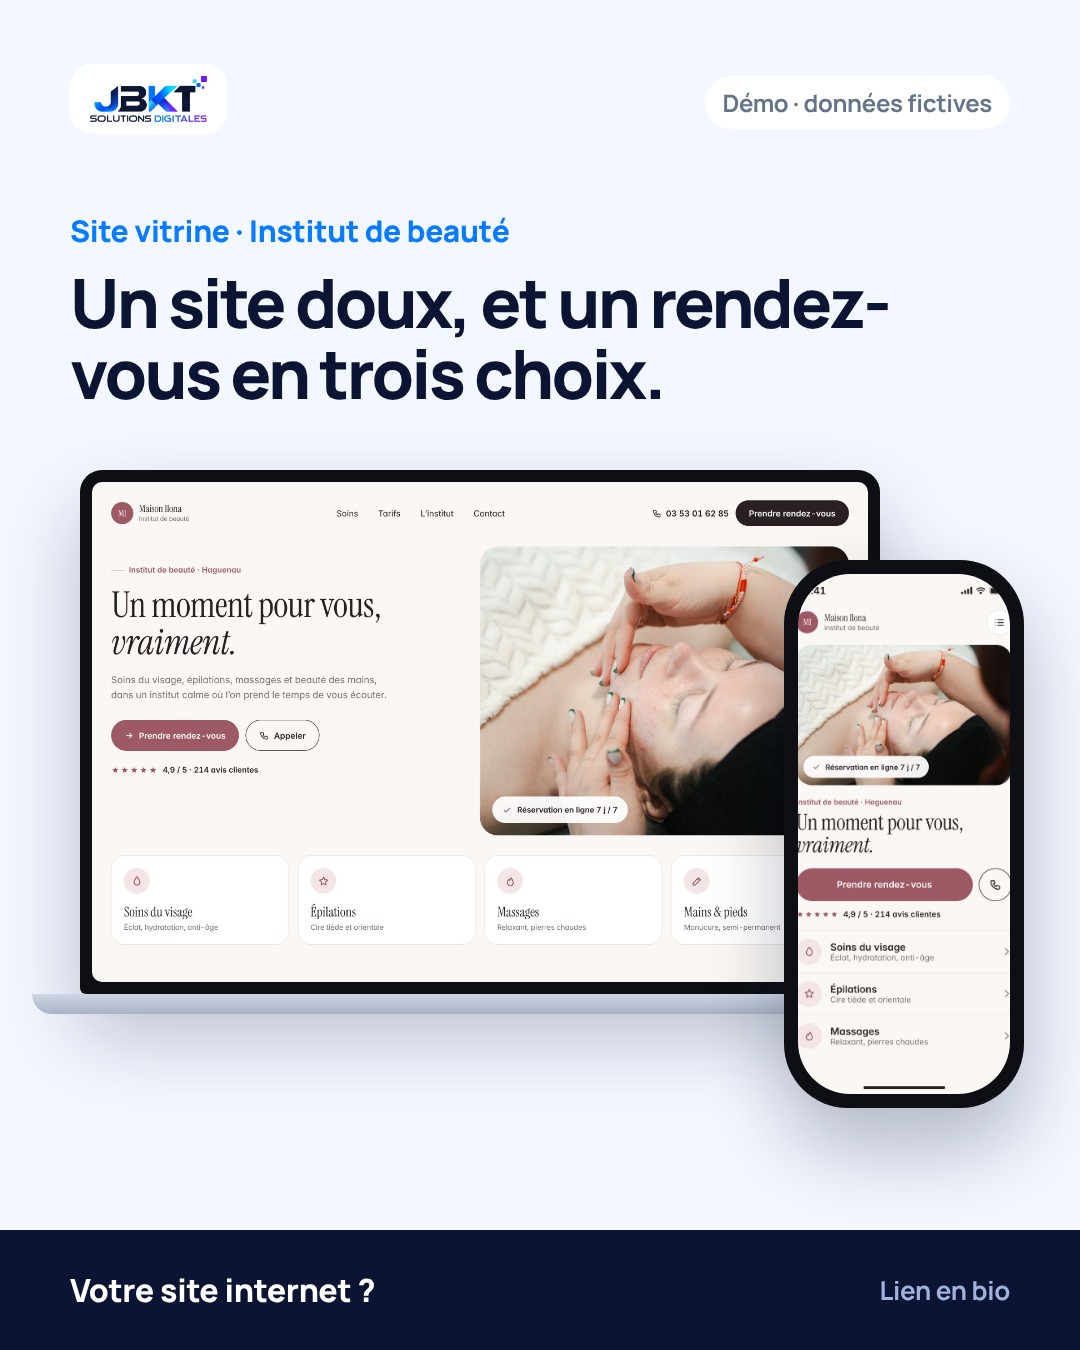 JBKT
SOLUTIONS DIGITALES
Démo · données fictives
Site vitrine · Institut de beauté
Un site doux, et un rendez-
vous en trois choix.
MI
Maison Ilona
Institut de beauté
Soins
Tarifs
L'institut
Contact
03 53 01 62 85
Prendre rendez-vous
Institut de beauté · Haguenau
Un moment pour vous,
vraiment.
Soins du visage, épilations, massages et beauté des mains,
dans un institut calme où l'on prend le temps de vous écouter.
Prendre rendez-vous
Appeler
4,9 / 5 · 214 avis clientes
Réservation en ligne 7 j / 7
Soins du visage
Éclat, hydratation, anti-âge
Épilations
Cire tiède et orientale
Massages
Relaxant, pierres chaudes
Mains & pieds
Manucure, semi-permanent
:41
MI
Maison Ilona
Institut de beauté
Réservation en ligne 7 j / 7
nstitut de beauté · Haguenau
Un moment pour vous,
vraiment.
Prendre rendez-vous
4,9 / 5 · 214 avis clientes
Soins du visage
Éclat, hydratation, anti-âge
Épilations
Cire tiède et orientale
Massages
Relaxant, pierres chaudes
Votre site internet ?
Lien en bio